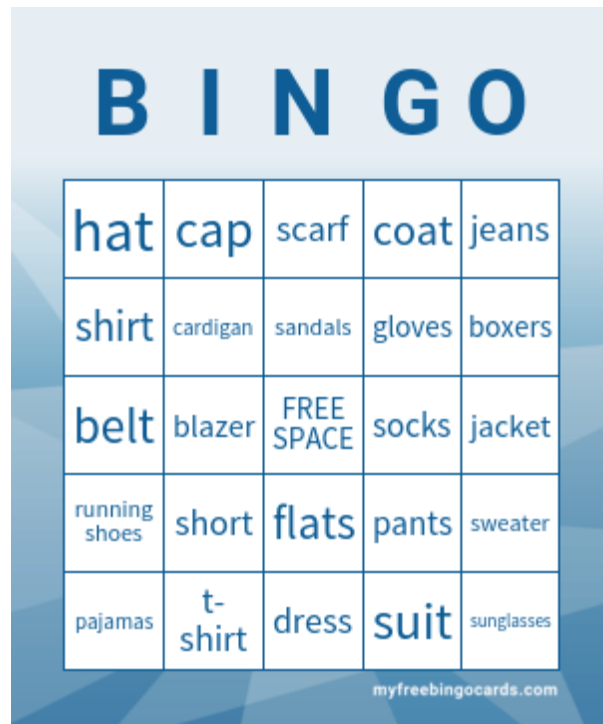 B I N G O
hat cap scarf coat jeans
shirt cardigan sandals gloves boxers
belt blazer FREE SPACE socks jacket
running shoes short flats pants sweater
pajamas t-shirt dress suit sunglasses
myfreebingocards.com